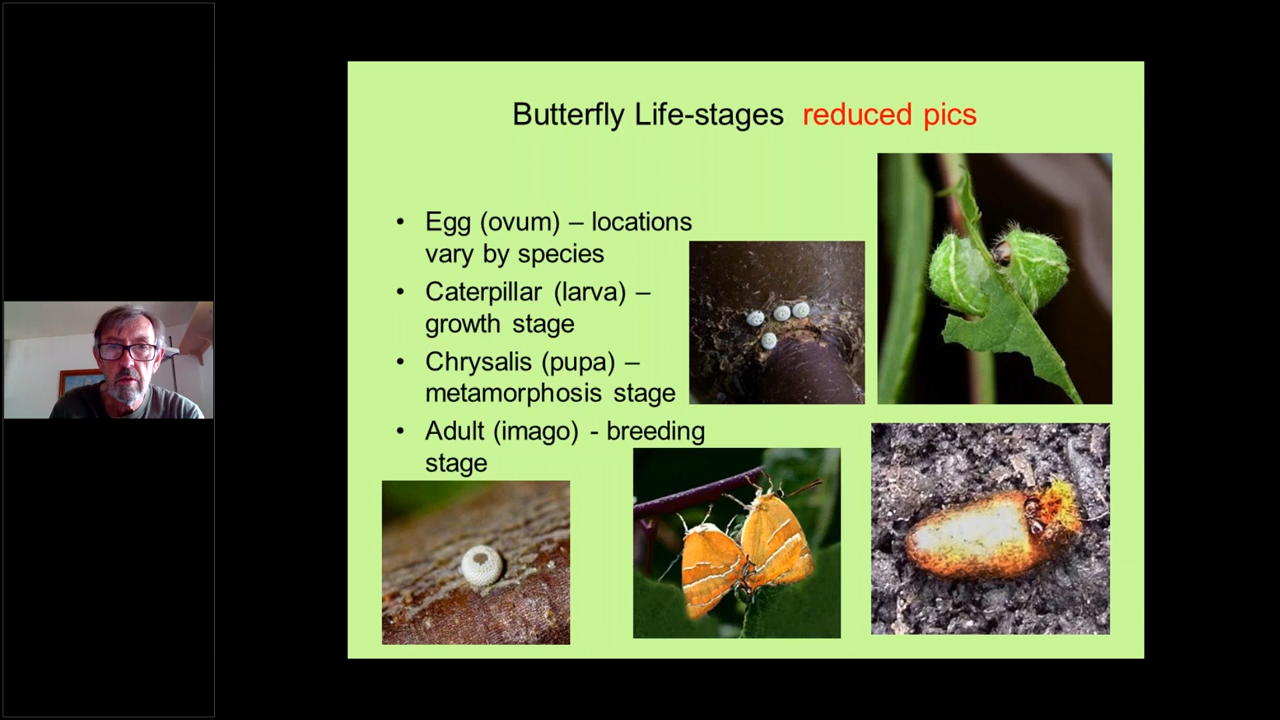 Butterfly Life-stages reduced pics
• Egg (ovum) – locations
vary by species
• Caterpillar (larva) –
growth stage
• Chrysalis (pupa) –
metamorphosis stage
• Adult (imago) - breeding
stage